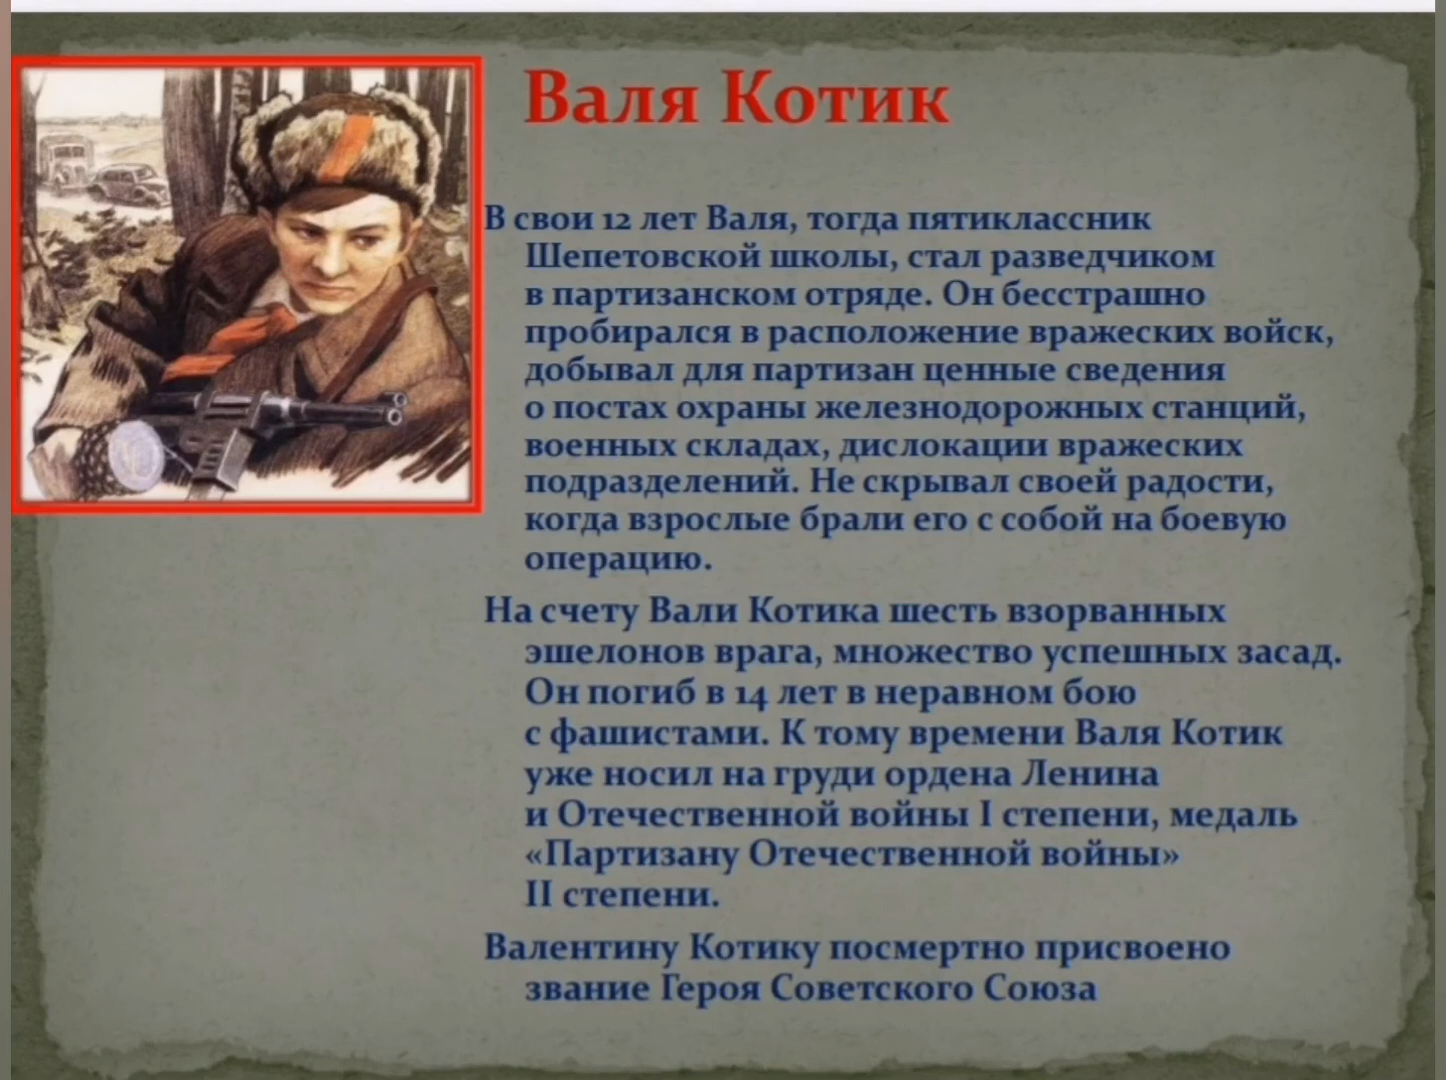 Валя Котик
В свои 12 лет Валя, тогда пятиклассник
Шепетовской школы, стал разведчиком
в партизанском отряде. Он бесстрашно
пробирался в расположение вражеских войск,
добывал для партизан ценные сведения
о постах охраны железнодорожных станций,
военных складах, дислокации вражеских
подразделений. Не скрывал своей радости,
когда взрослые брали его с собой на боевую
операцию.
На счету Вали Котика шесть взорванных
эшелонов врага, множество успешных засад.
Он погиб в 14 лет в неравном бою
с фашистами. К тому времени Валя Котик
уже носил на груди ордена Ленина
и Отечественной войны I степени, медаль
«Партизану Отечественной войны»
II степени.
Валентину Котику посмертно присвоено
звание Героя Советского Союза